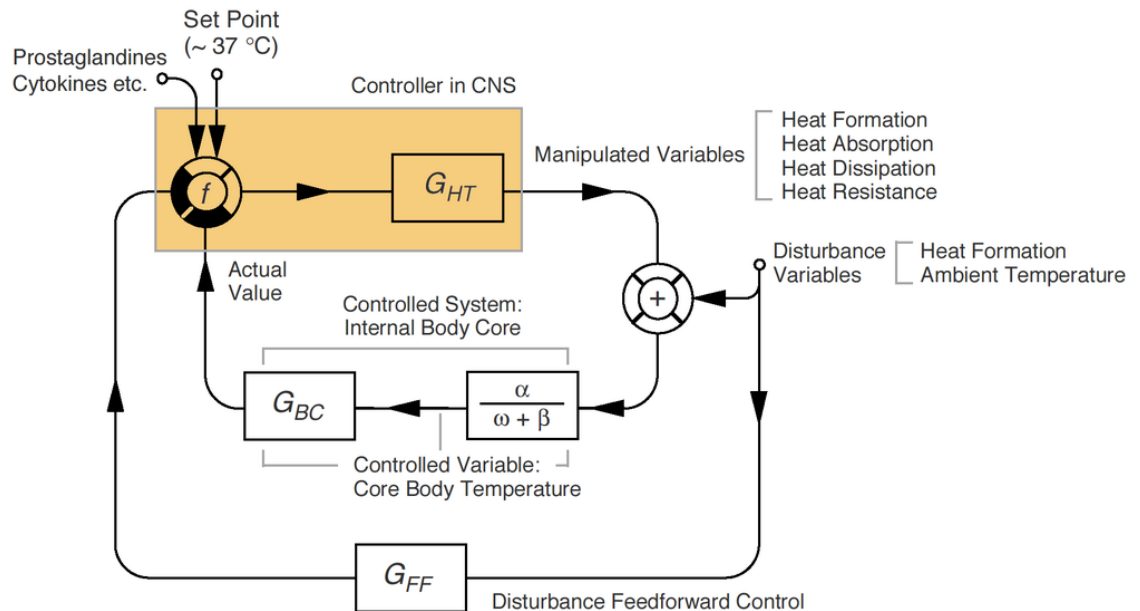 Set Point
(~ 37 °C)
Prostaglandines
Cytokines etc.
Controller in CNS
f
G_HT
Manipulated Variables
Heat Formation
Heat Absorption
Heat Dissipation
Heat Resistance
Actual
Value
Disturbance
Variables
Heat Formation
Ambient Temperature
+
Controlled System:
Internal Body Core
G_BC
α
ω + β
Controlled Variable:
Core Body Temperature
G_FF
Disturbance Feedforward Control